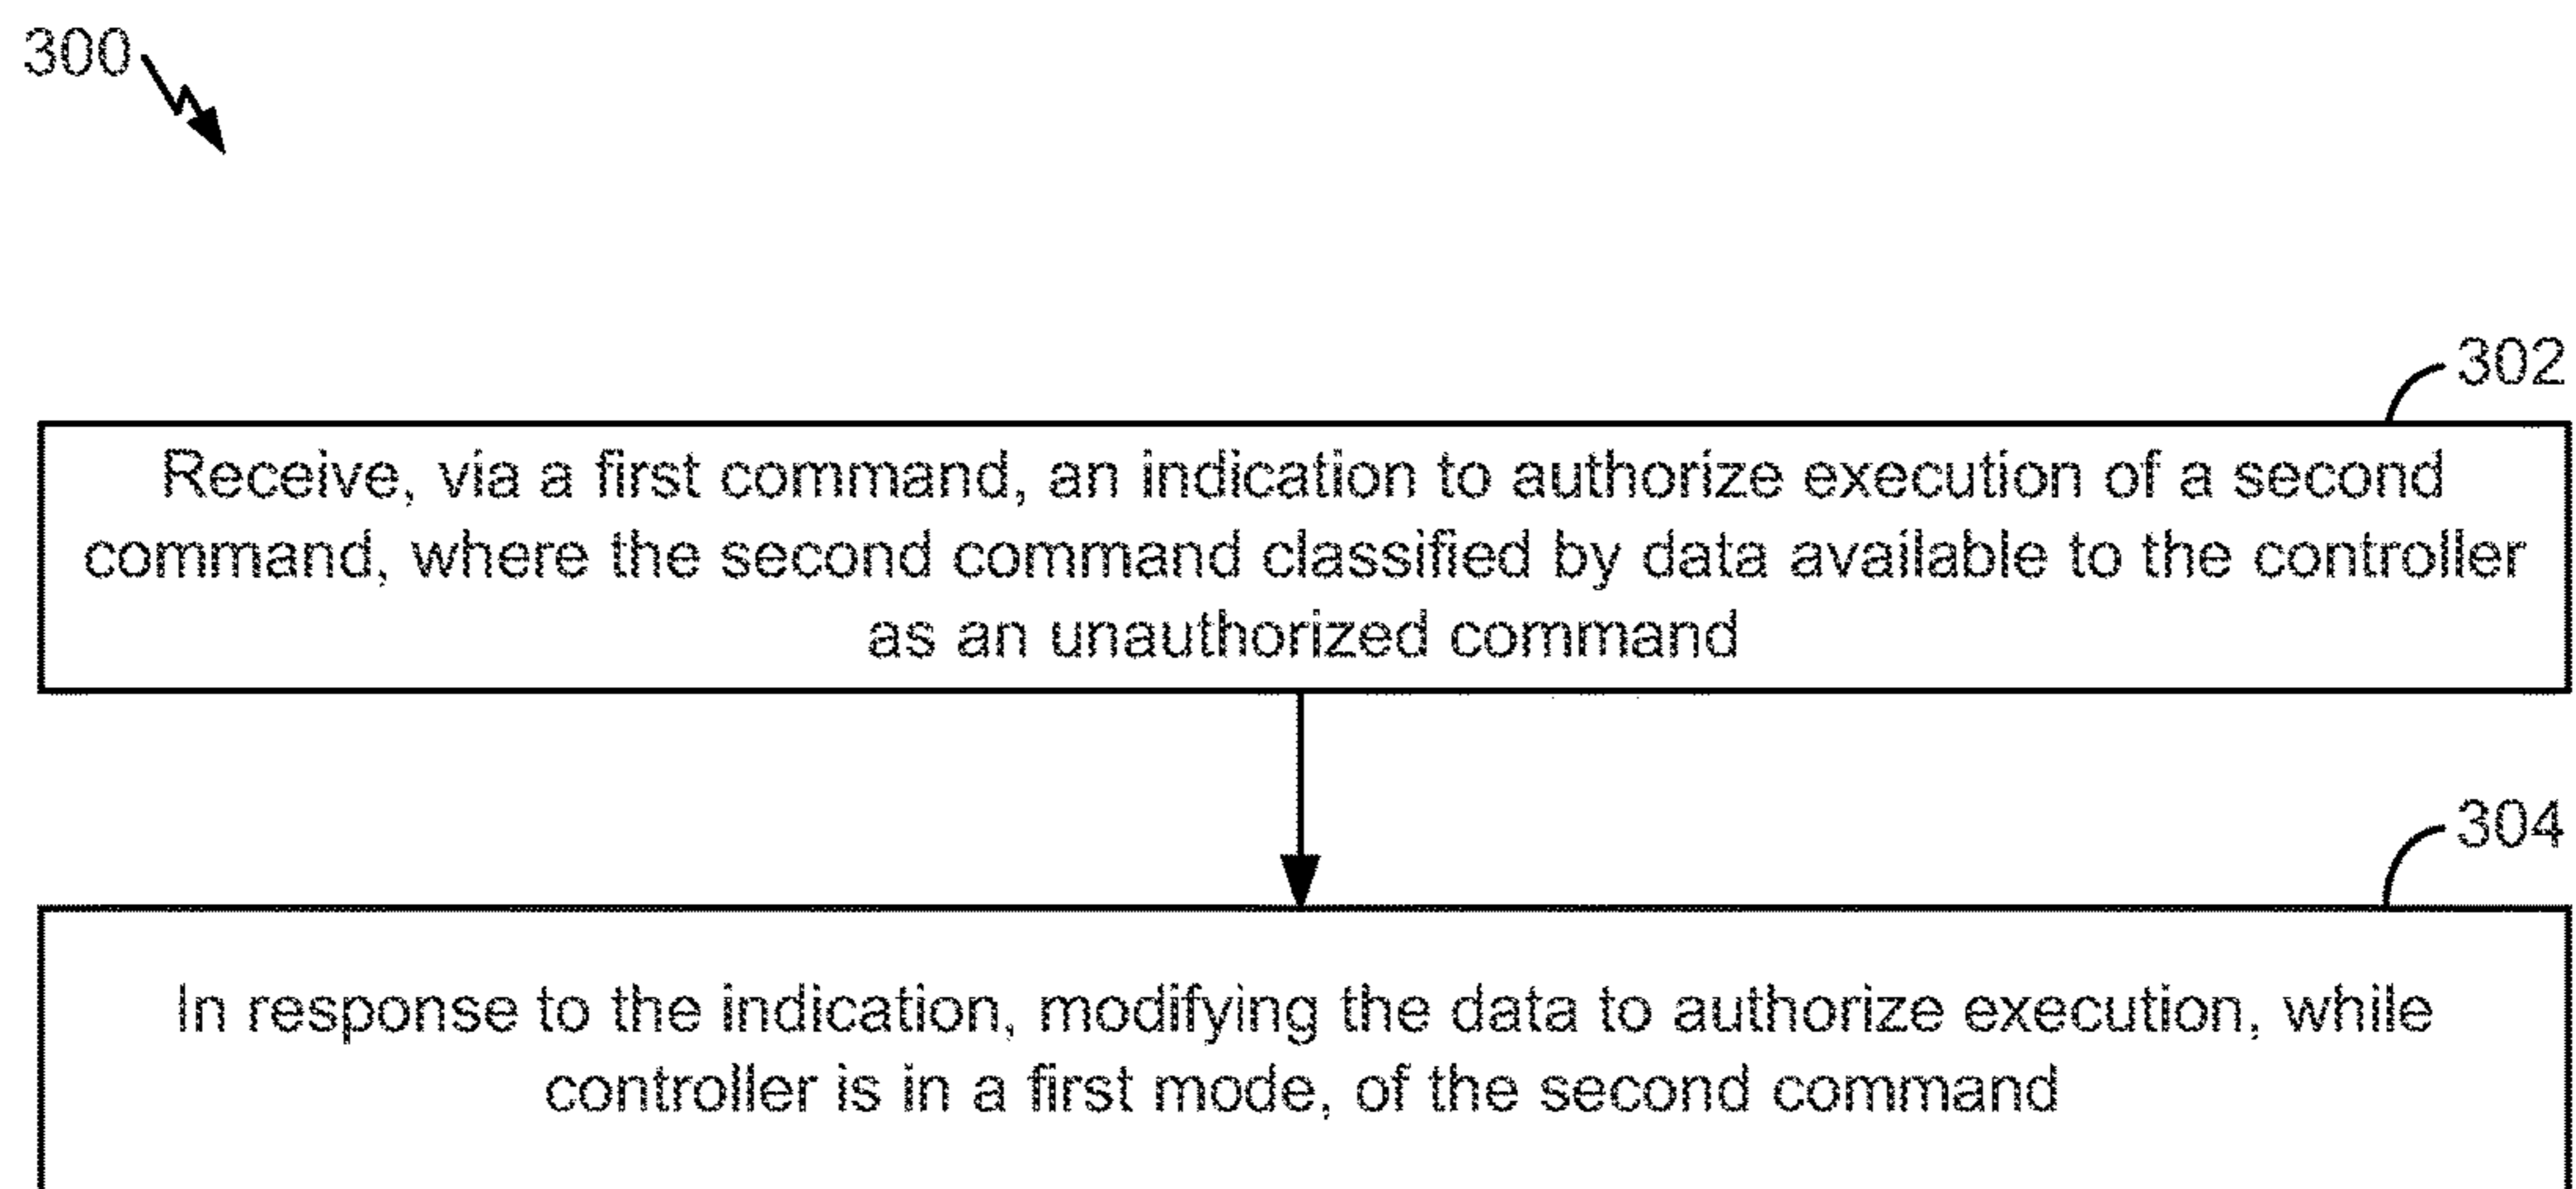 300
302
Receive, via a first command, an indication to authorize execution of a second
command, where the second command classified by data available to the controller
as an unauthorized command
304
In response to the indication, modifying the data to authorize execution, while
controller is in a first mode, of the second command